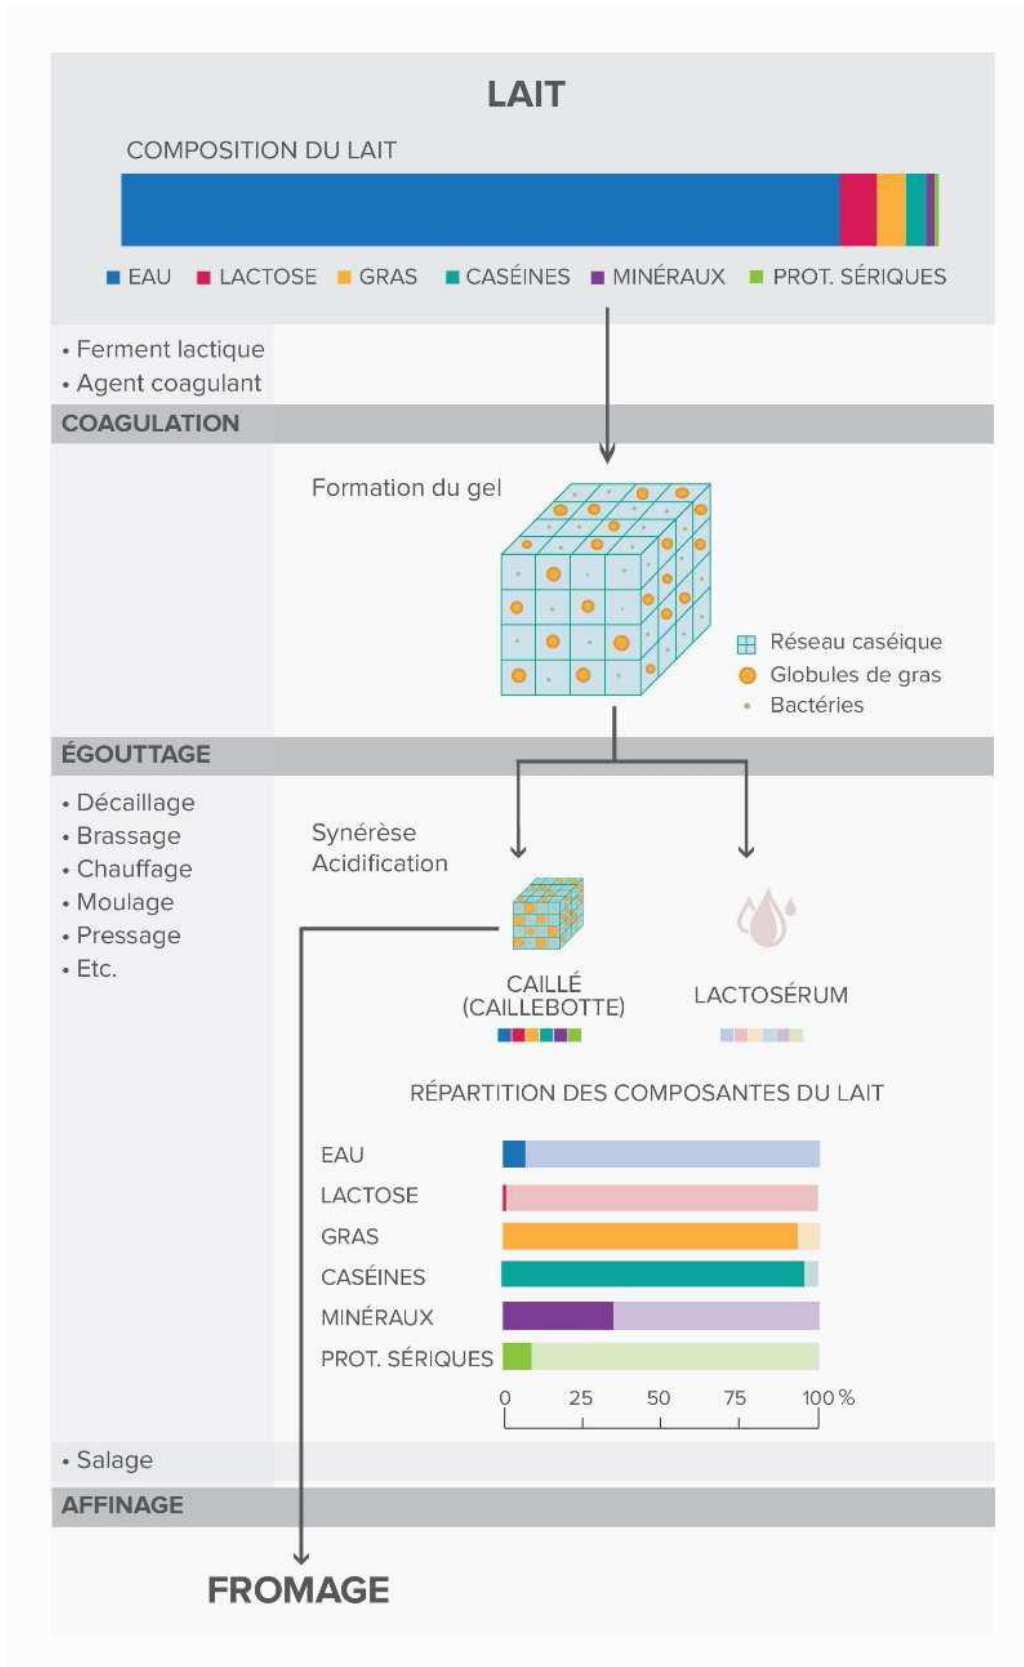 LAIT
COMPOSITION DU LAIT
EAU LACTOSE GRAS CASÉINES MINÉRAUX PROT. SÉRIQUES
• Ferment lactique
• Agent coagulant
COAGULATION
Formation du gel
Réseau caséique
Globules de gras
Bactéries
ÉGOUTTAGE
• Décaillage
• Brassage
• Chauffage
• Moulage
• Pressage
• Etc.
Synérèse
Acidification
CAILLÉ
(CAILLEBOTTE)
LACTOSÉRUM
RÉPARTITION DES COMPOSANTES DU LAIT
EAU
LACTOSE
GRAS
CASÉINES
MINÉRAUX
PROT. SÉRIQUES
0 25 50 75 100 %
• Salage
AFFINAGE
FROMAGE